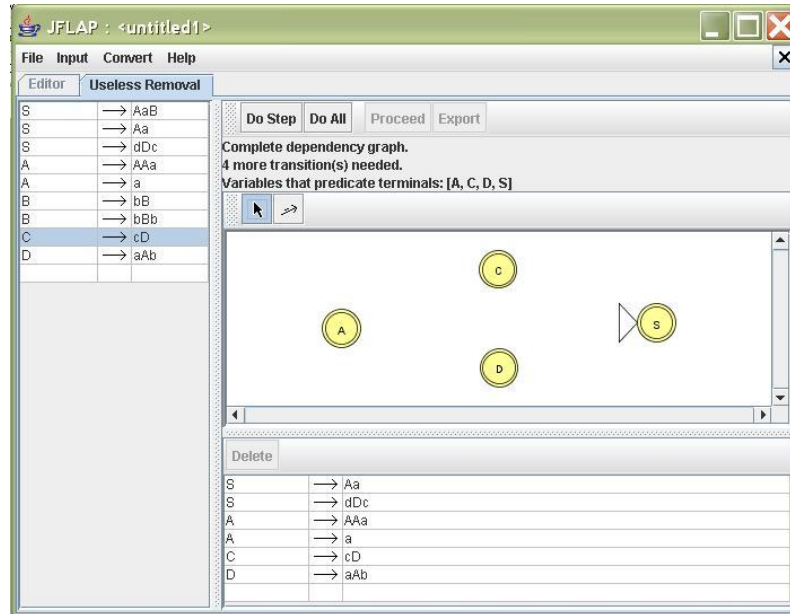 JFLAP : <untitled1>
File Input Convert Help
Editor Useless Removal
S → AaB
S → Aa
S → dDc
A → AAa
A → a
B → bB
B → bBb
C → cD
D → aAb
Do Step Do All Proceed Export
Complete dependency graph.
4 more transition(s) needed.
Variables that predicate terminals: [A, C, D, S]
C
A
S
D
Delete
S → Aa
S → dDc
A → AAa
A → a
C → cD
D → aAb